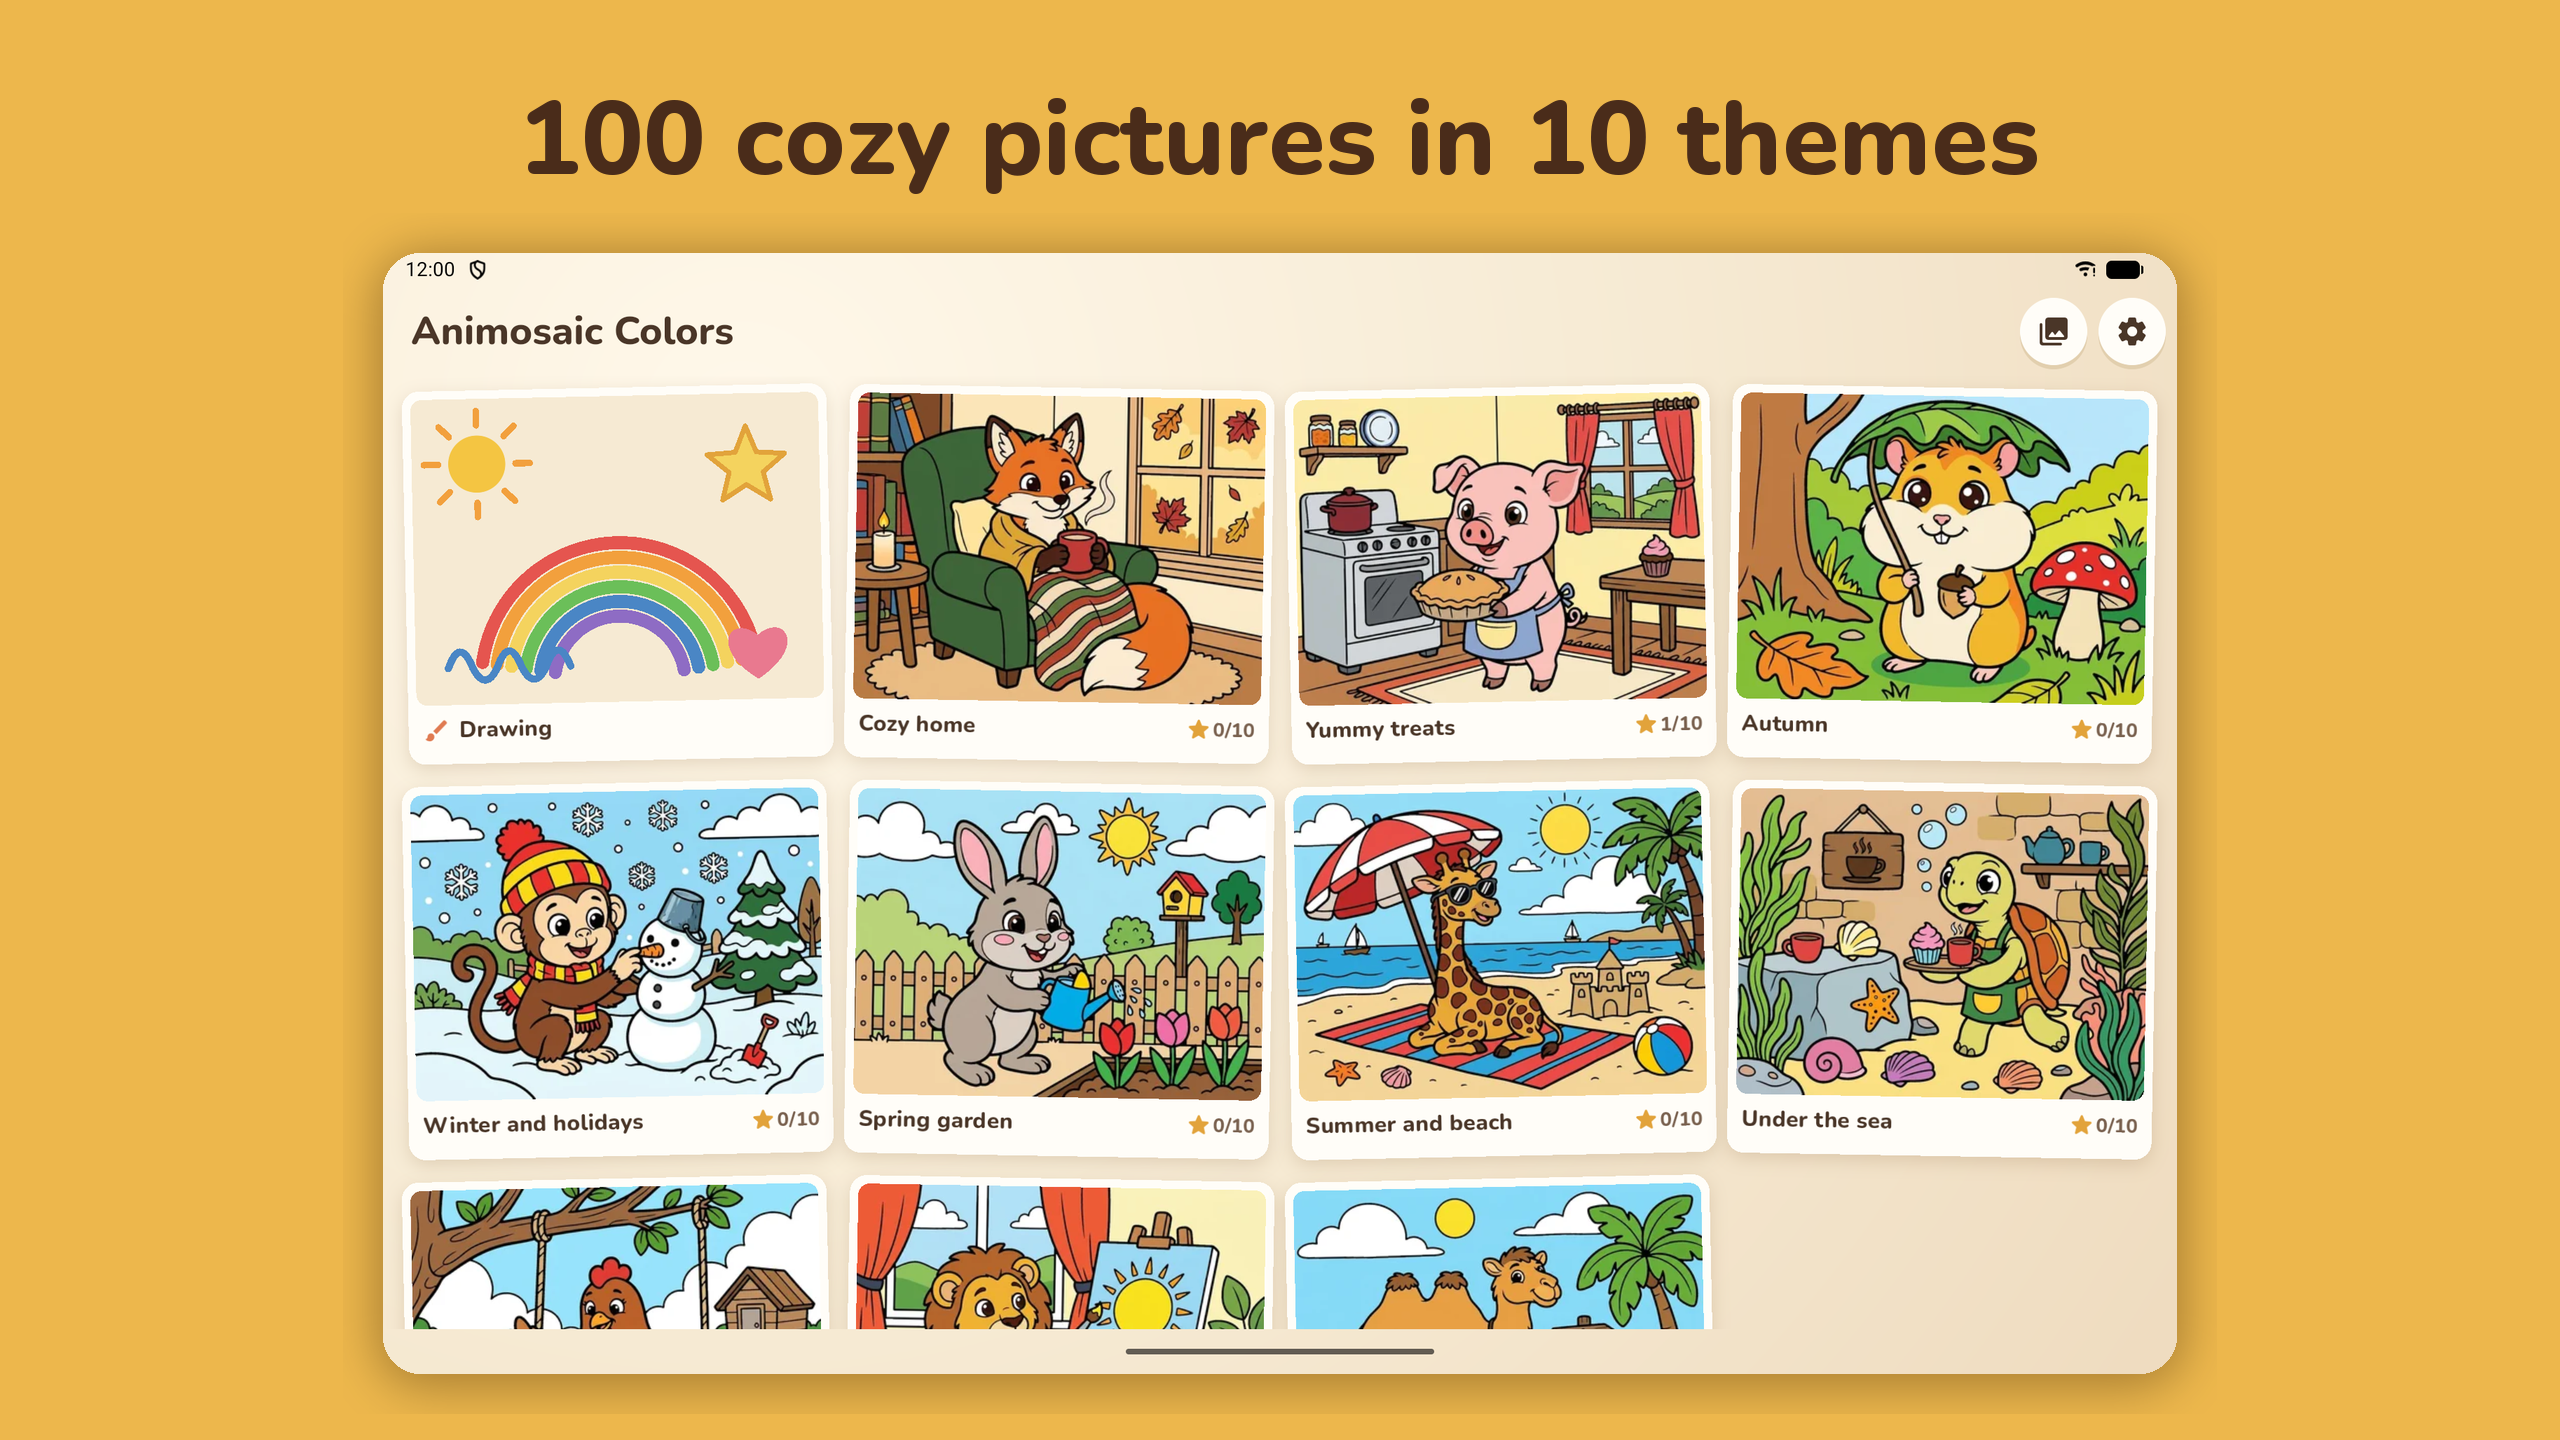 100 cozy pictures in 10 themes
12:00
Animosaic Colors
Drawing
Cozy home
0/10
Yummy treats
1/10
Autumn
0/10
Winter and holidays
0/10
Spring garden
0/10
Summer and beach
0/10
Under the sea
0/10